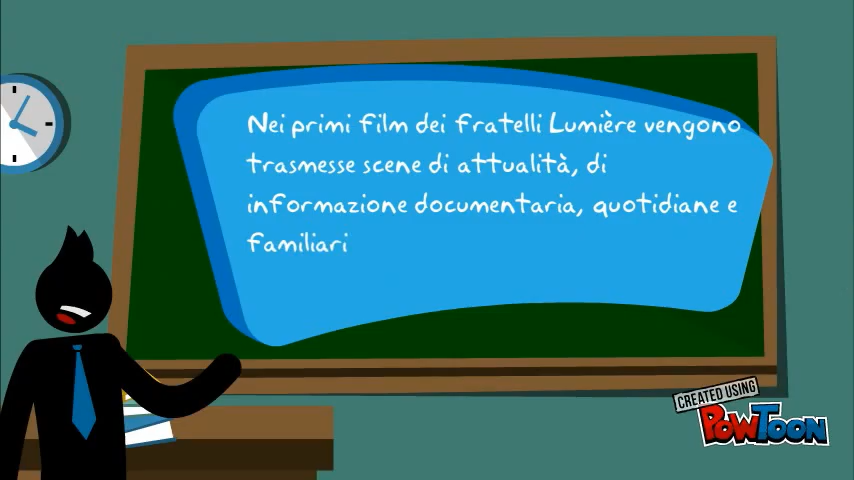 Nei primi film dei fratelli Lumière vengono
trasmesse scene di attualità, di
informazione documentaria, quotidiane e
familiari
CREATED USING
POWTOON